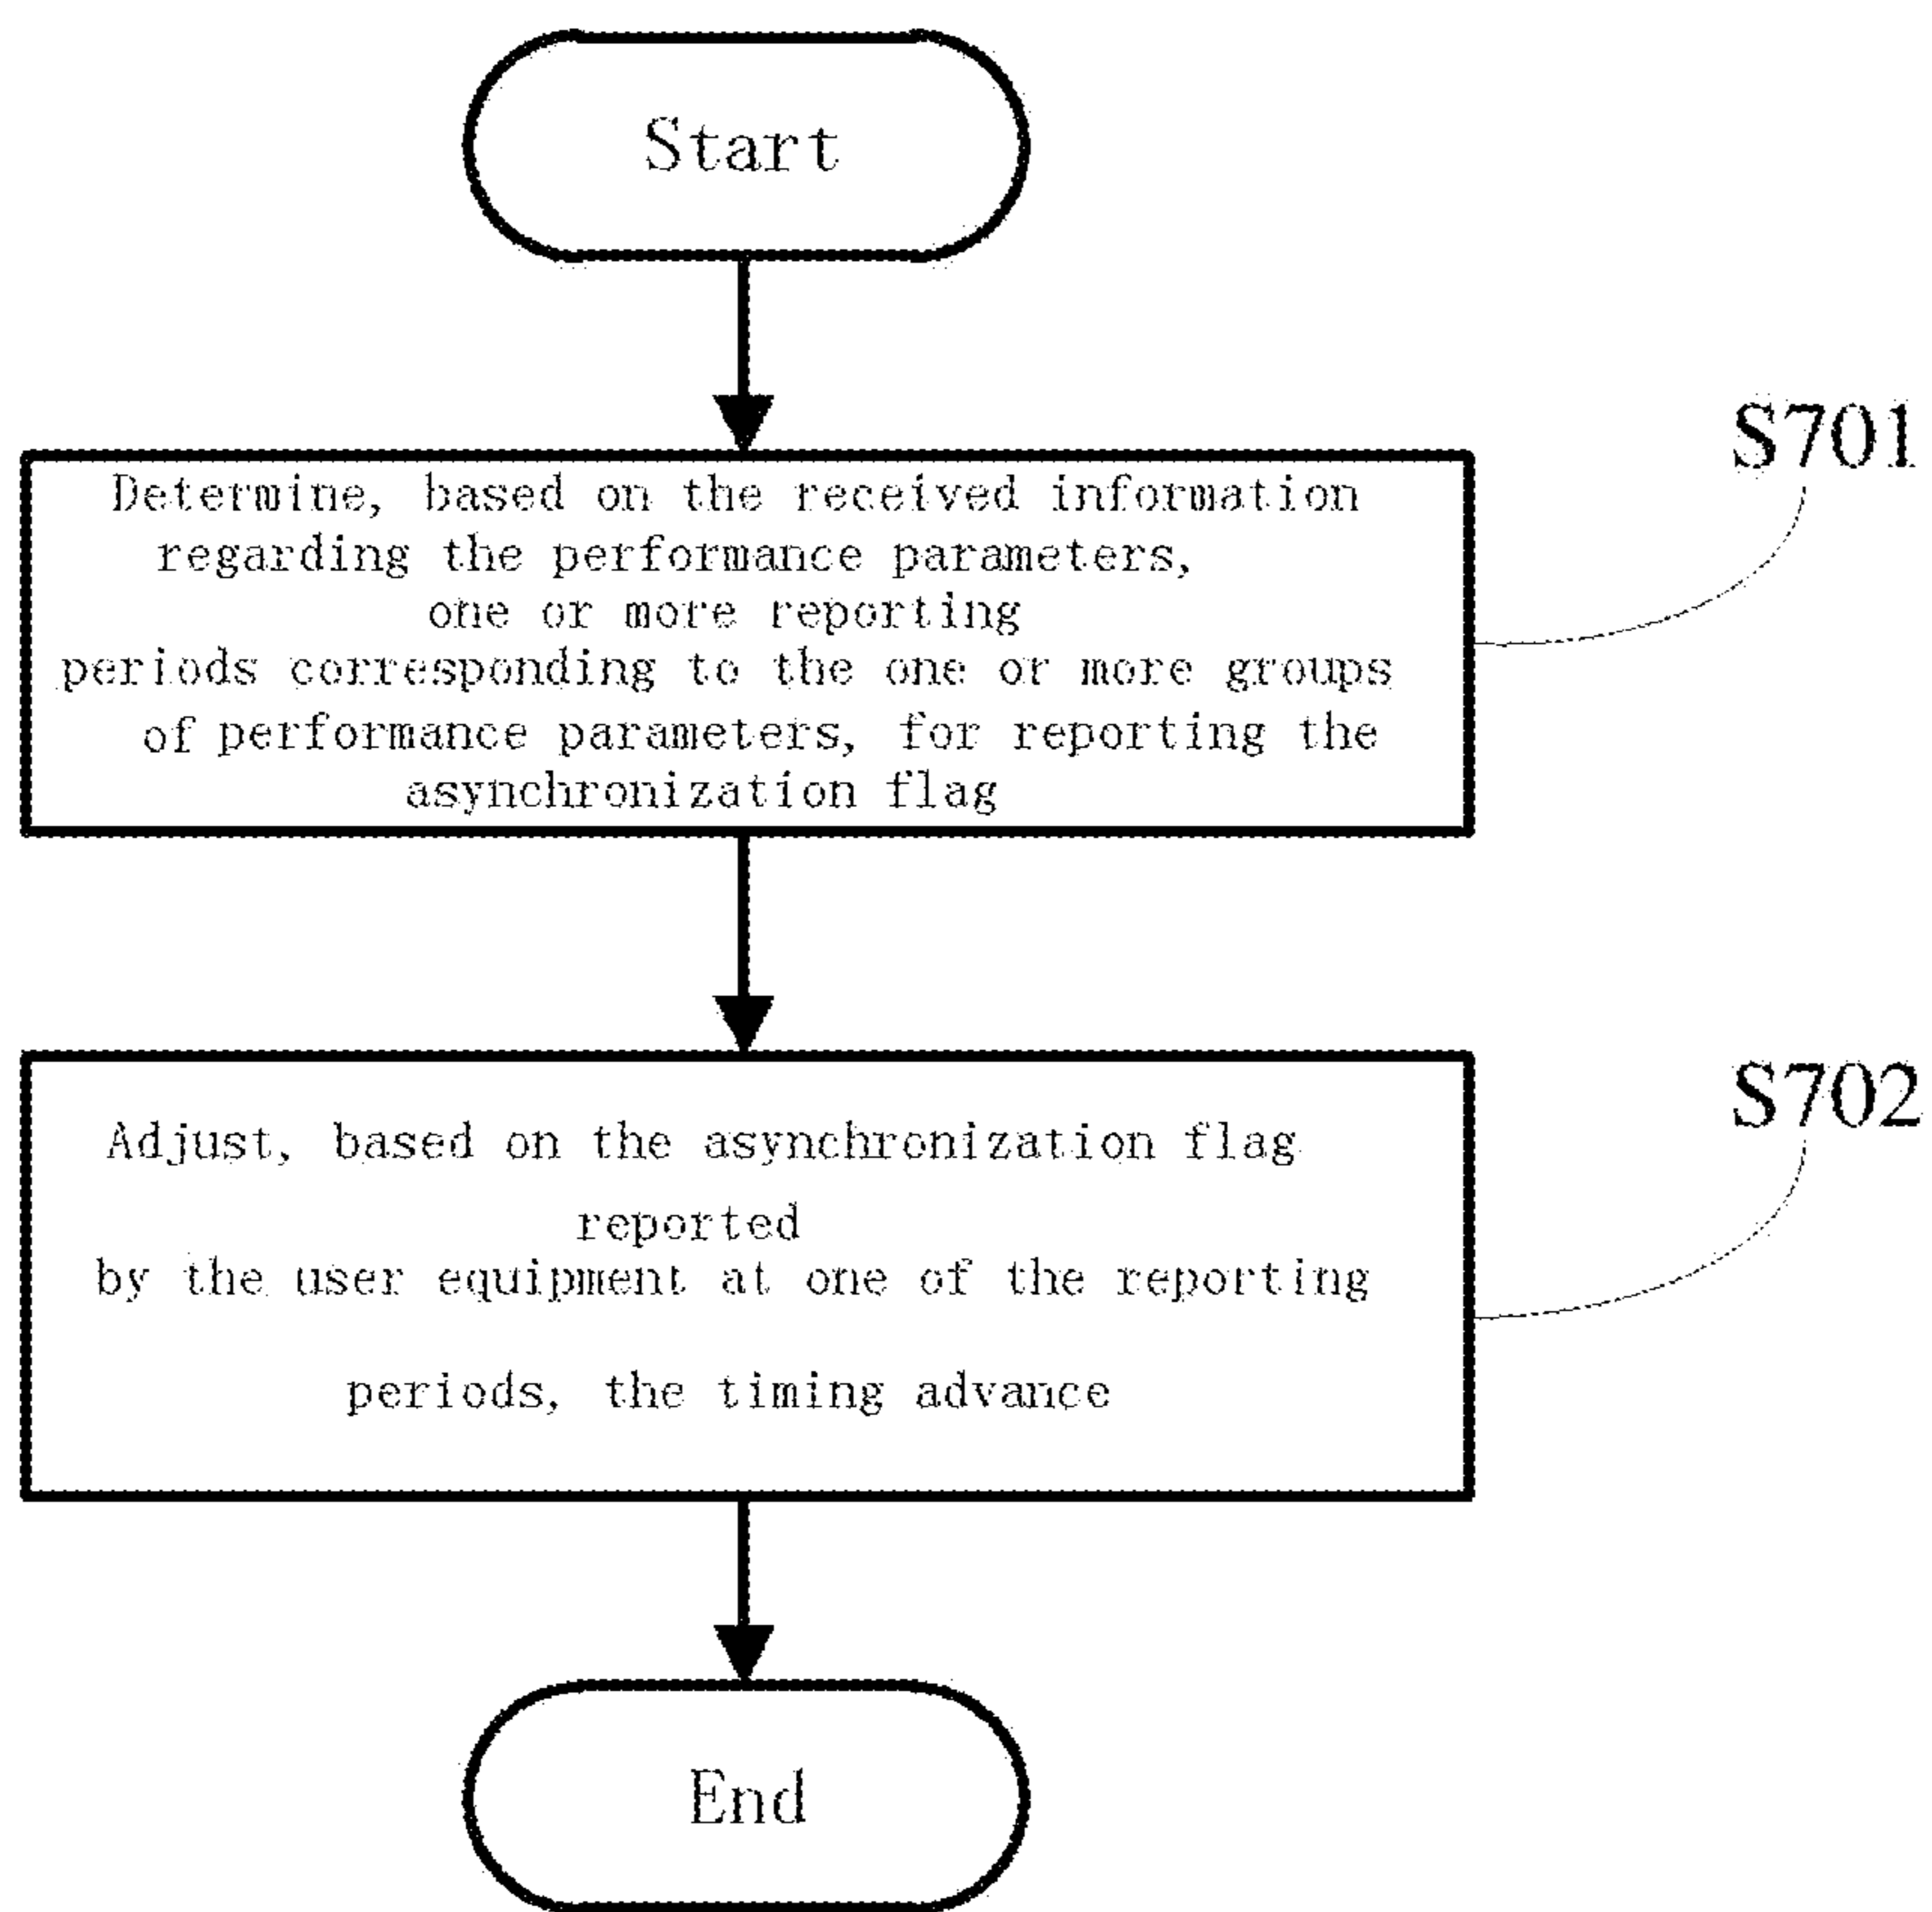 Start
S701
Determine, based on the received information
regarding the performance parameters,
one or more reporting
periods corresponding to the one or more groups
of performance parameters, for reporting the
asynchronization flag
S702
Adjust, based on the asynchronization flag
reported
by the user equipment at one of the reporting
periods, the timing advance
End